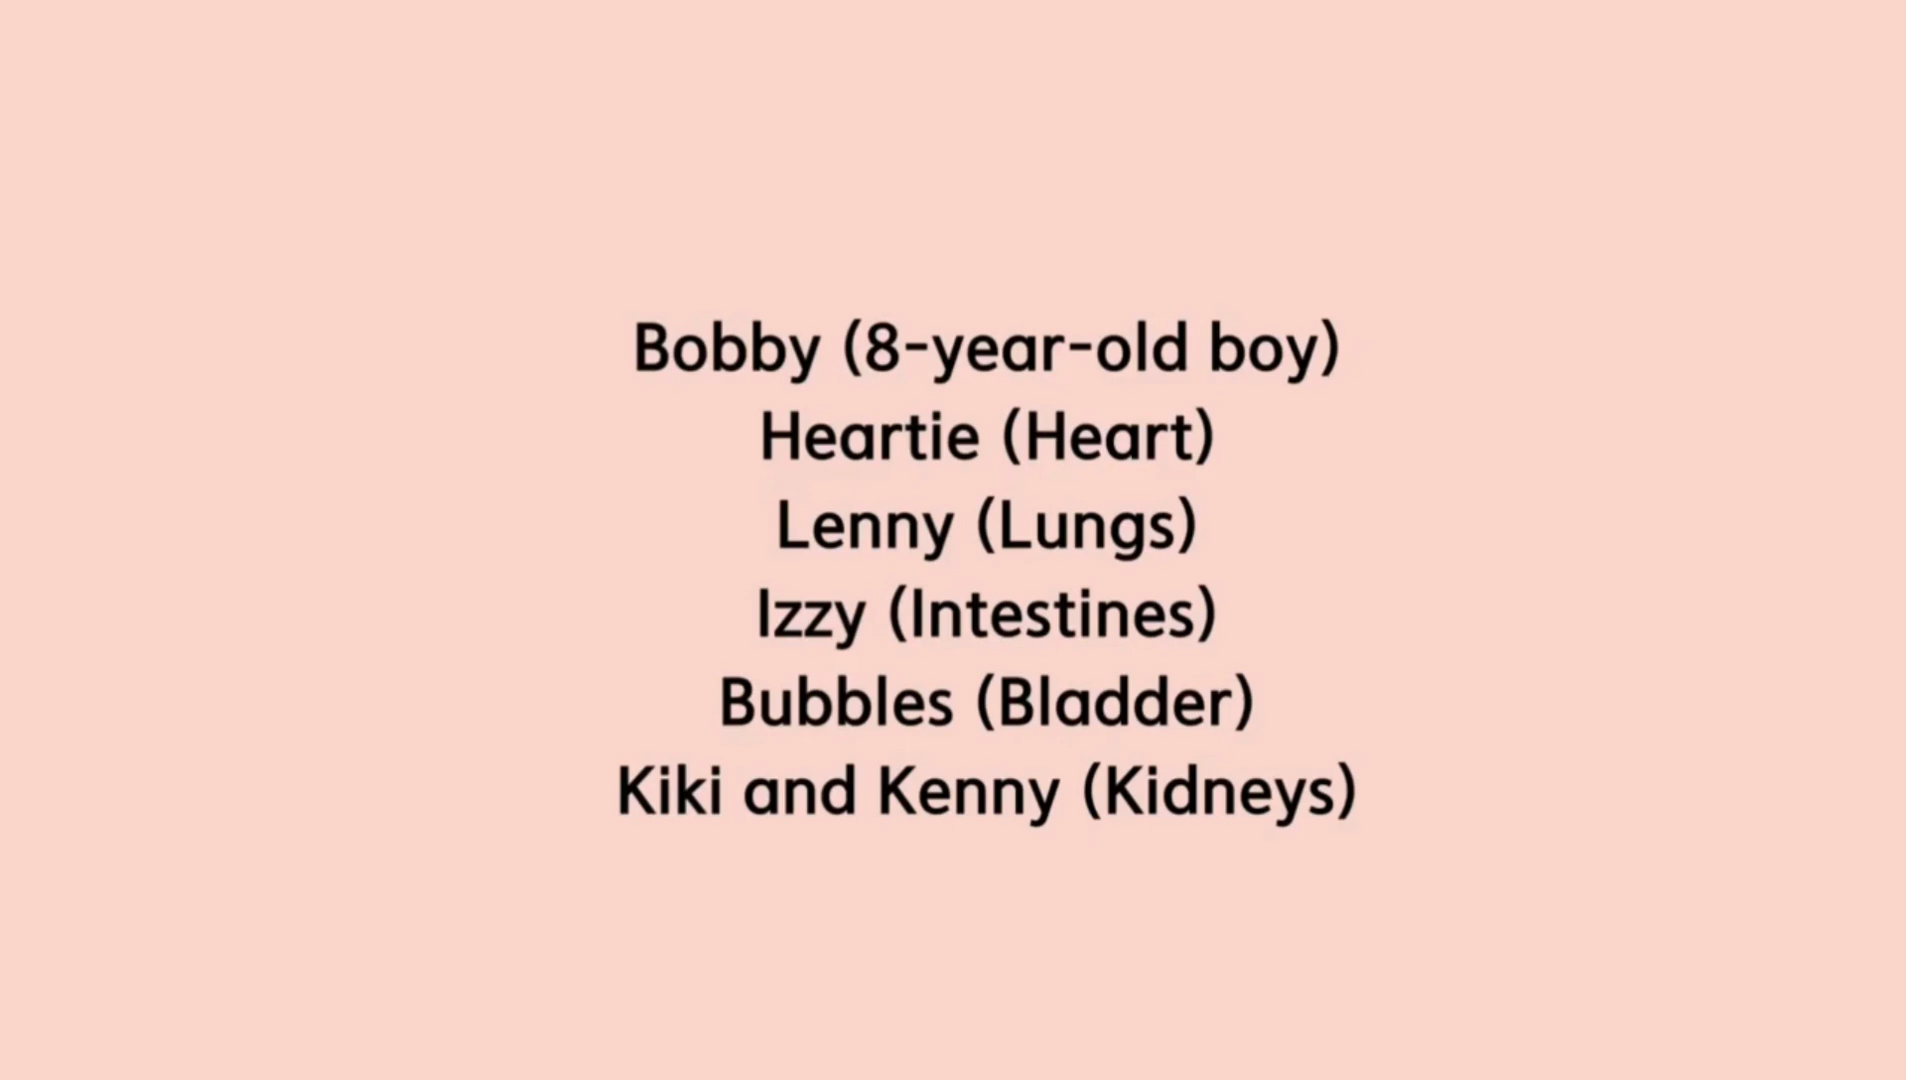 Bobby (8-year-old boy)
Heartie (Heart)
Lenny (Lungs)
Izzy (Intestines)
Bubbles (Bladder)
Kiki and Kenny (Kidneys)